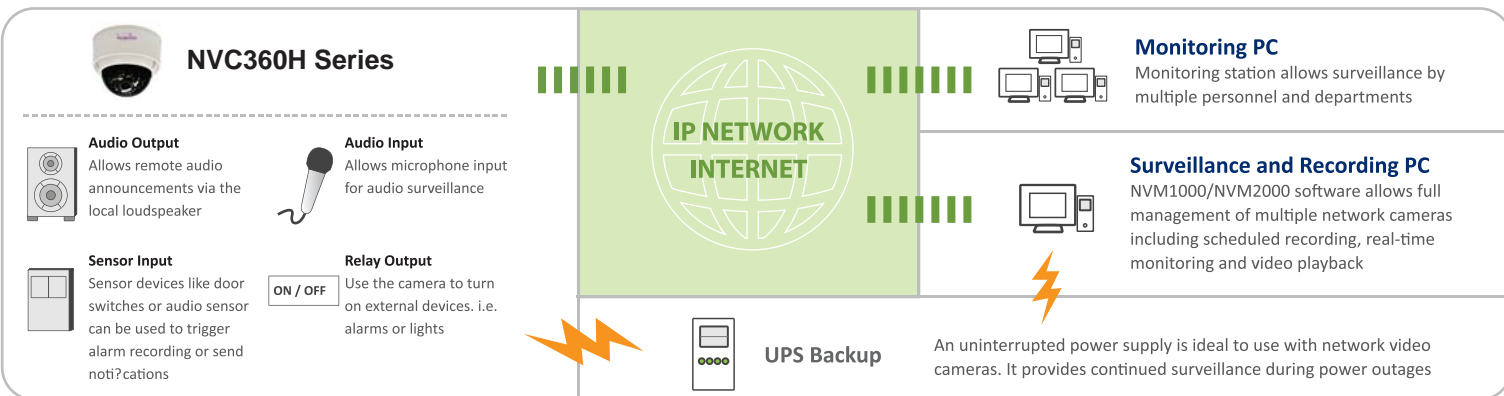 NVC360H Series
Audio Output
Allows remote audio
announcements via the
local loudspeaker
Audio Input
Allows microphone input
for audio surveillance
Sensor Input
Sensor devices like door
switches or audio sensor
can be used to trigger
alarm recording or send
noti?cations
ON / OFF
Relay Output
Use the camera to turn
on external devices. i.e.
alarms or lights
IP NETWORK
INTERNET
Monitoring PC
Monitoring station allows surveillance by
multiple personnel and departments
Surveillance and Recording PC
NVM1000/NVM2000 software allows full
management of multiple network cameras
including scheduled recording, real-time
monitoring and video playback
UPS Backup
An uninterrupted power supply is ideal to use with network video
cameras. It provides continued surveillance during power outages